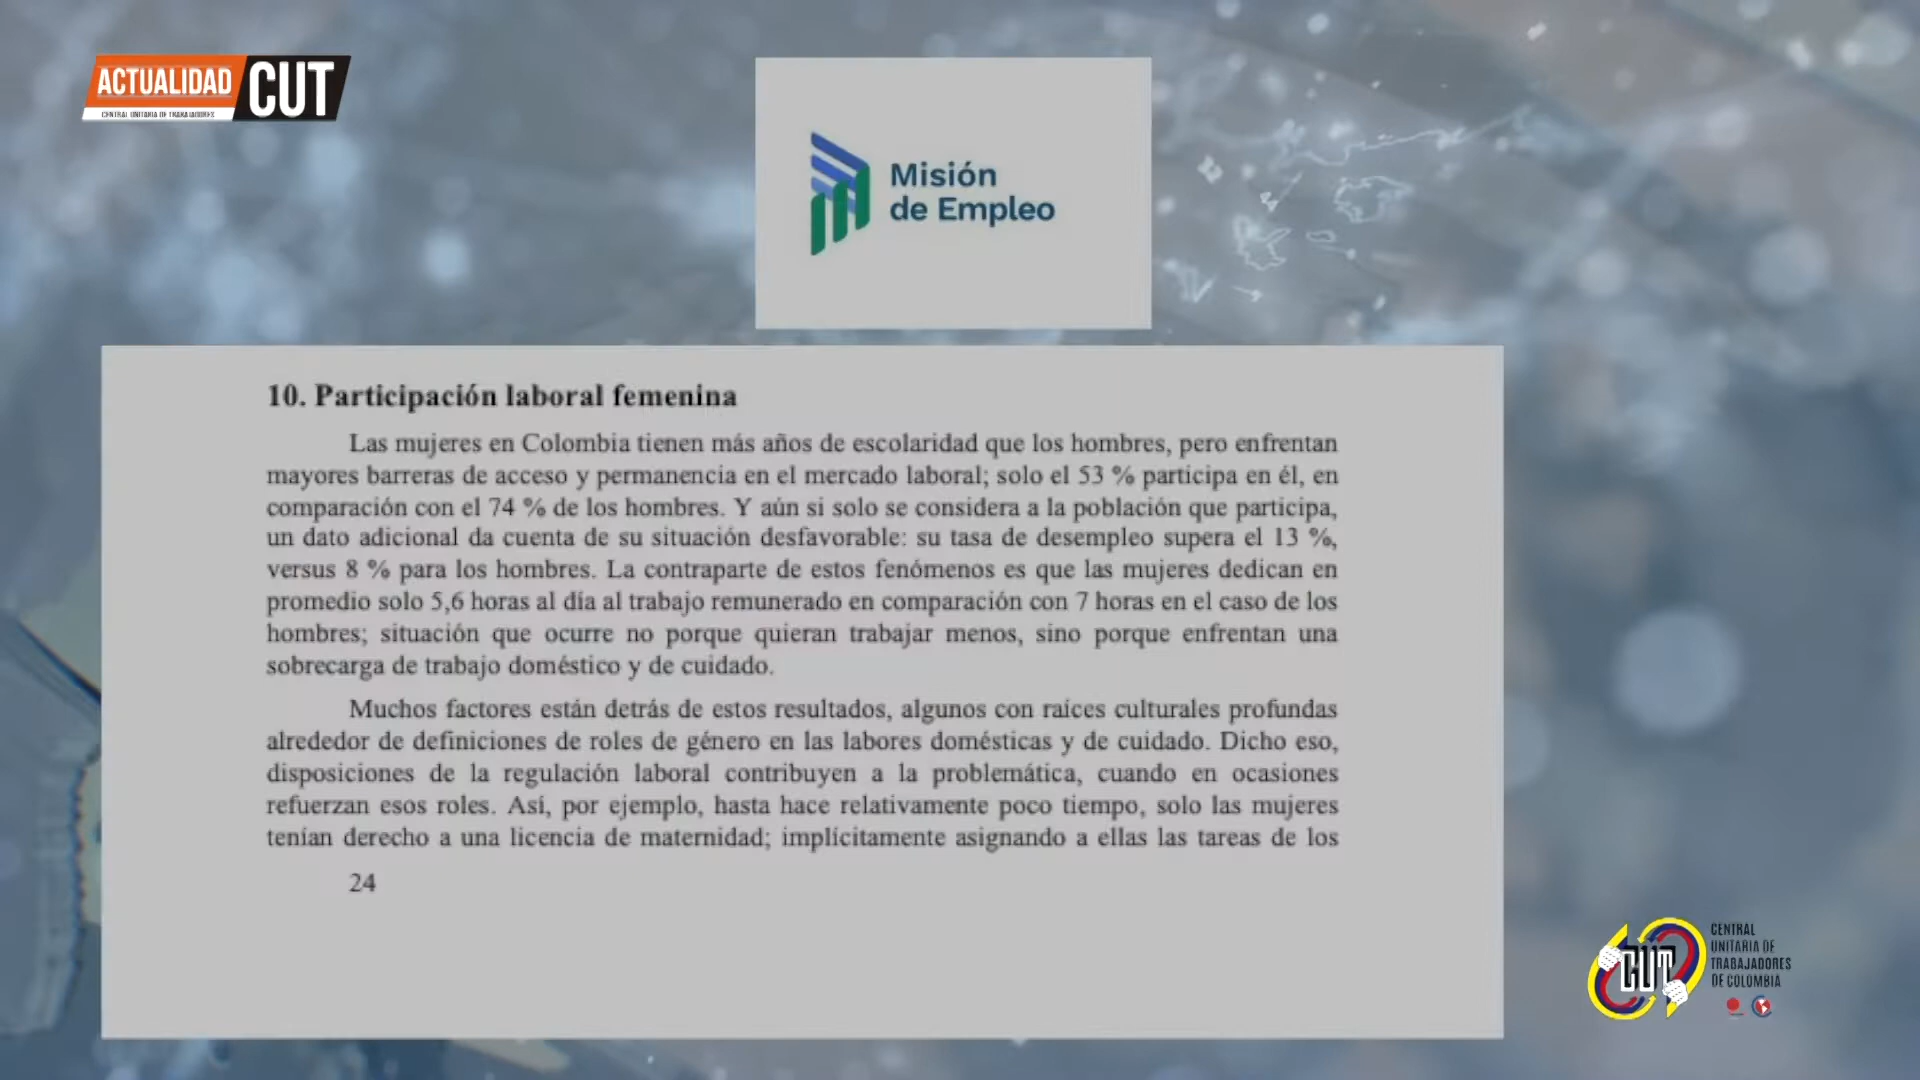 ACTUALIDAD CUT
CENTRAL UNITARIA DE TRABAJADORES
Misión
de Empleo
10. Participación laboral femenina
Las mujeres en Colombia tienen más años de escolaridad que los hombres, pero enfrentan
mayores barreras de acceso y permanencia en el mercado laboral; solo el 53 % participa en él, en
comparación con el 74 % de los hombres. Y aún si solo se considera a la población que participa,
un dato adicional da cuenta de su situación desfavorable: su tasa de desempleo supera el 13 %,
versus 8 % para los hombres. La contraparte de estos fenómenos es que las mujeres dedican en
promedio solo 5,6 horas al día al trabajo remunerado en comparación con 7 horas en el caso de los
hombres; situación que ocurre no porque quieran trabajar menos, sino porque enfrentan una
sobrecarga de trabajo doméstico y de cuidado.
Muchos factores están detrás de estos resultados, algunos con raíces culturales profundas
alrededor de definiciones de roles de género en las labores domésticas y de cuidado. Dicho eso,
disposiciones de la regulación laboral contribuyen a la problemática, cuando en ocasiones
refuerzan esos roles. Así, por ejemplo, hasta hace relativamente poco tiempo, solo las mujeres
tenían derecho a una licencia de maternidad; implícitamente asignando a ellas las tareas de los
24
CUT
CENTRAL
UNITARIA DE
TRABAJADORES
DE COLOMBIA